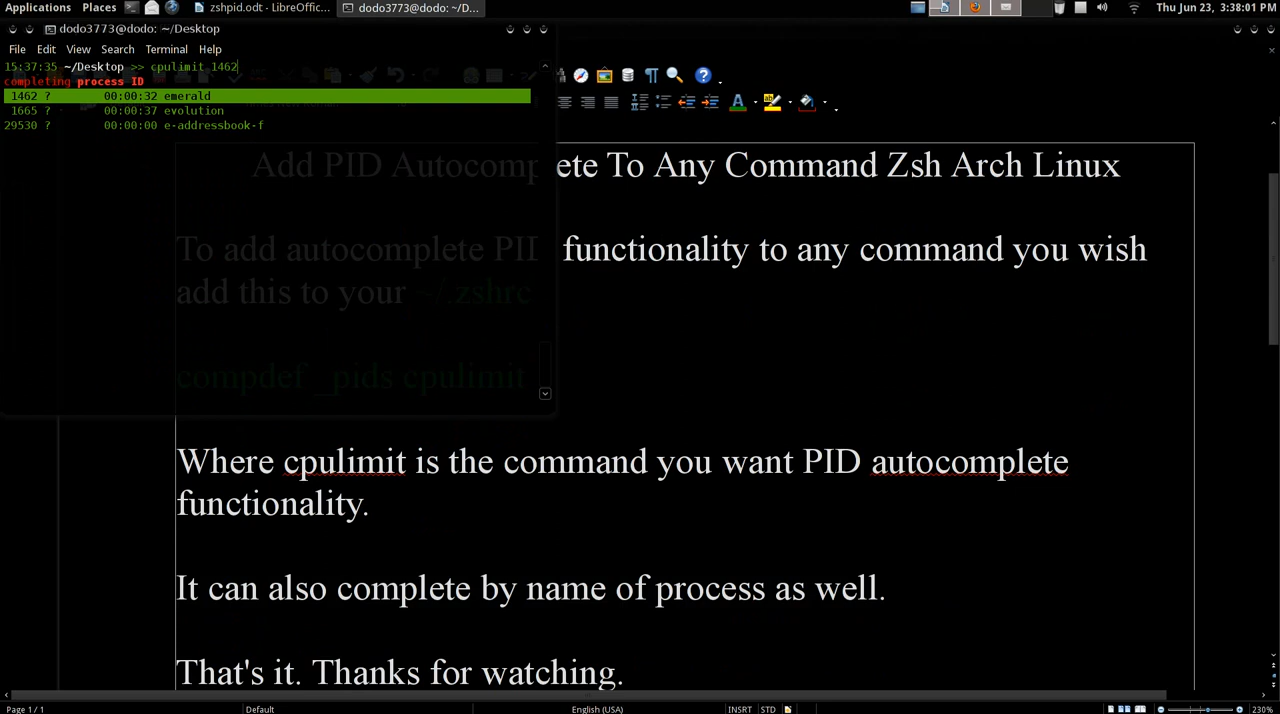 Applications Places zshpid.odt - LibreOffic... dodo3773@dodo: ~/D... Thu Jun 23, 3:38:01 PM
dodo3773@dodo: ~/Desktop
File Edit View Search Terminal Help
15:37:35 ~/Desktop >> cpulimit 1462
completing process ID
1462 ? 00:00:32 emerald
1665 ? 00:00:37 evolution
29530 ? 00:00:00 e-addressbook-f
Add PID Autocomplete To Any Command Zsh Arch Linux
To add autocomplete PID functionality to any command you wish
add this to your ~/.zshrc
compdef _pids cpulimit
Where cpulimit is the command you want PID autocomplete
functionality.
It can also complete by name of process as well.
That's it. Thanks for watching.
Page 1 / 1 Default English (USA) INSRT STD 230%